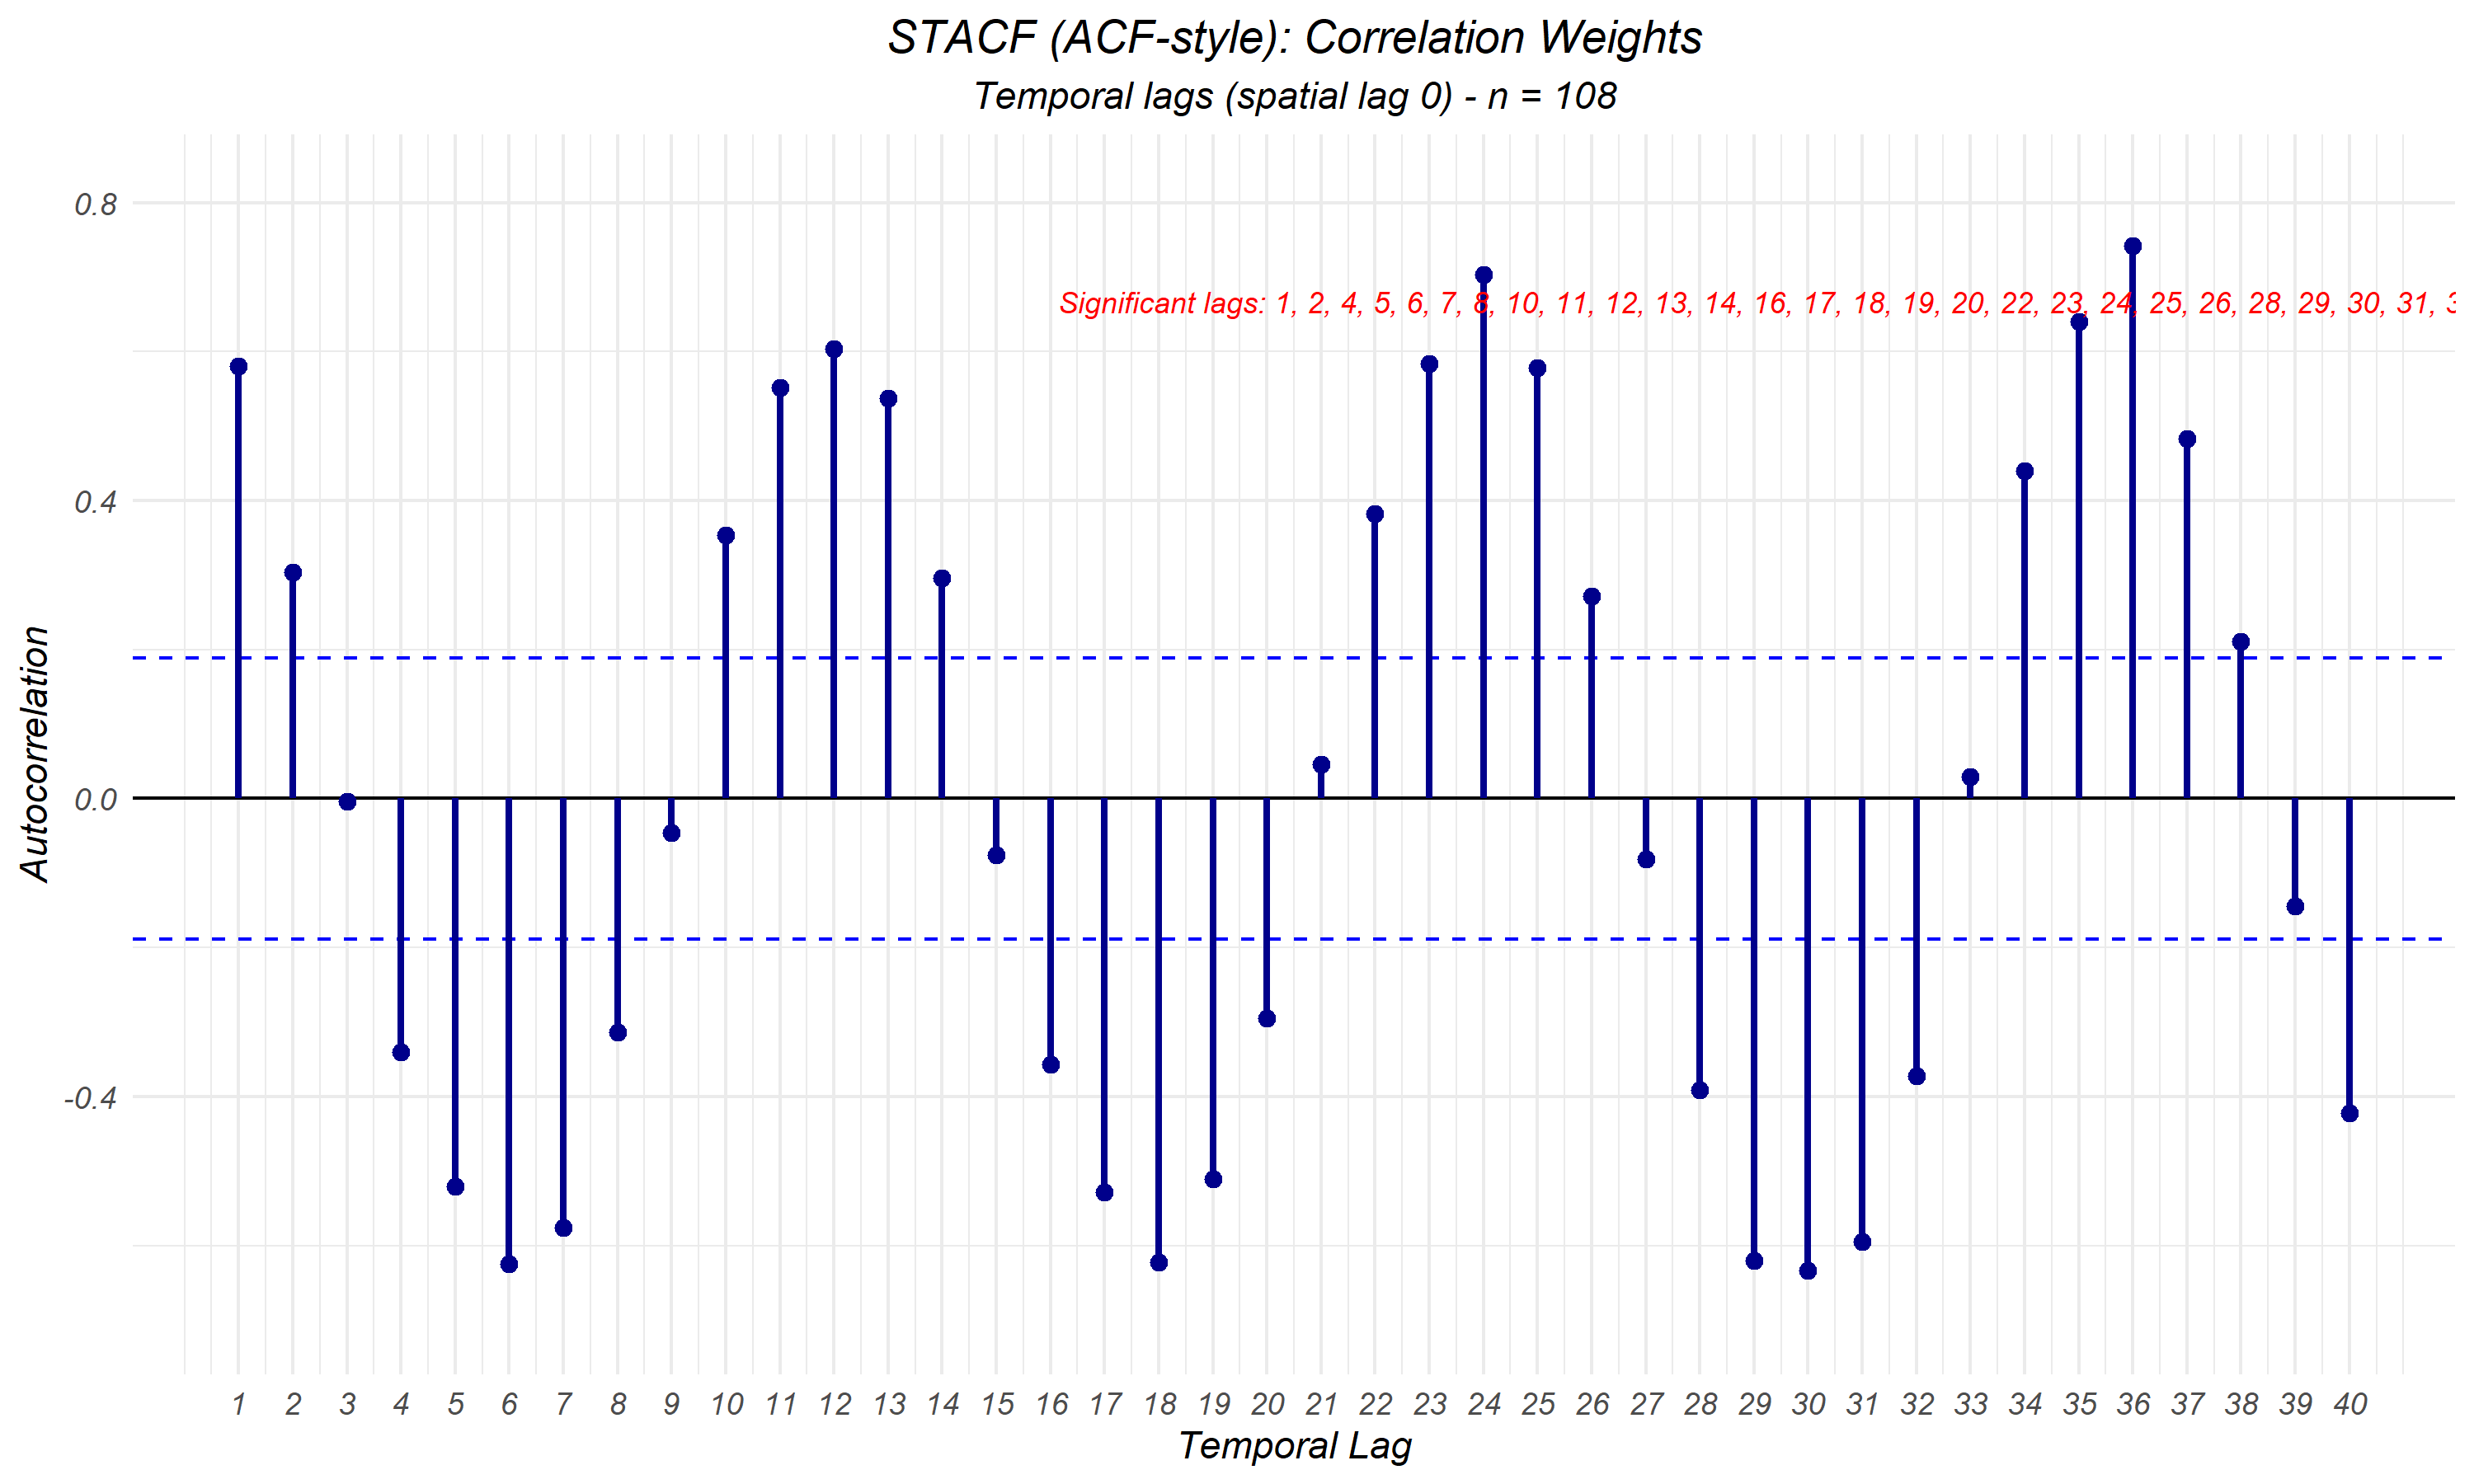 STACF (ACF-style): Correlation Weights
Temporal lags (spatial lag 0) - n = 108
0.8
Significant lags: 1, 2, 4, 5, 6, 7, 8, 10, 11, 12, 13, 14, 16, 17, 18, 19, 20, 22, 23, 24, 25, 26, 28, 29, 30, 31, 3
0.4
0.0
-0.4
Autocorrelation
1 2 3 4 5 6 7 8 9 10 11 12 13 14 15 16 17 18 19 20 21 22 23 24 25 26 27 28 29 30 31 32 33 34 35 36 37 38 39 40
Temporal Lag